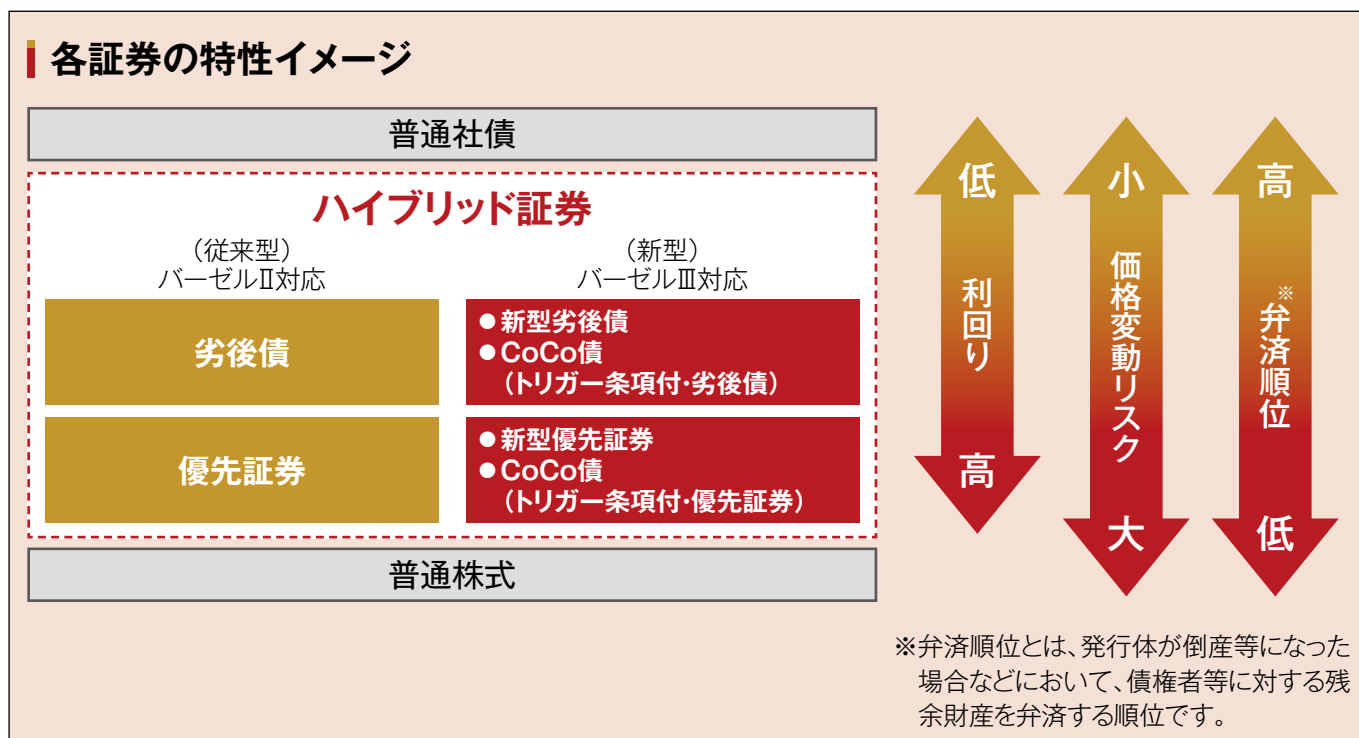 各証券の特性イメージ
普通社債
ハイブリッド証券
（従来型）
バーゼルⅡ対応
（新型）
バーゼルⅢ対応
劣後債
●新型劣後債
●CoCo債
（トリガー条項付・劣後債）
優先証券
●新型優先証券
●CoCo債
（トリガー条項付・優先証券）
普通株式
低
利回り
高
小
価格変動リスク
大
高
※弁済順位
低
※弁済順位とは、発行体が倒産等になった
場合などにおいて、債権者等に対する残
余財産を弁済する順位です。